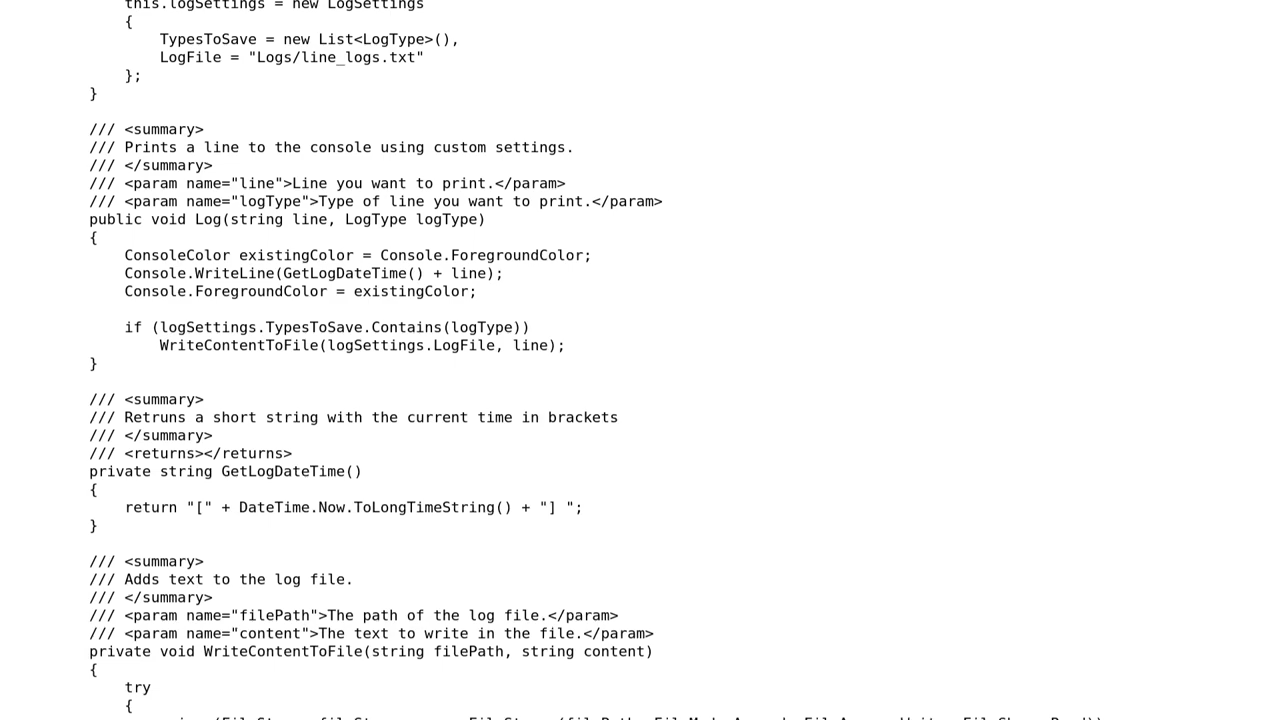 this.logSettings = new LogSettings
{
TypesToSave = new List<LogType>(),
LogFile = "Logs/line_logs.txt"
};
}
/// <summary>
/// Prints a line to the console using custom settings.
/// </summary>
/// <param name="line">Line you want to print.</param>
/// <param name="logType">Type of line you want to print.</param>
public void Log(string line, LogType logType)
{
ConsoleColor existingColor = Console.ForegroundColor;
Console.WriteLine(GetLogDateTime() + line);
Console.ForegroundColor = existingColor;
if (logSettings.TypesToSave.Contains(logType))
WriteContentToFile(logSettings.LogFile, line);
}
/// <summary>
/// Retruns a short string with the current time in brackets
/// </summary>
/// <returns></returns>
private string GetLogDateTime()
{
return "[" + DateTime.Now.ToLongTimeString() + "] ";
}
/// <summary>
/// Adds text to the log file.
/// </summary>
/// <param name="filePath">The path of the log file.</param>
/// <param name="content">The text to write in the file.</param>
private void WriteContentToFile(string filePath, string content)
{
try
{